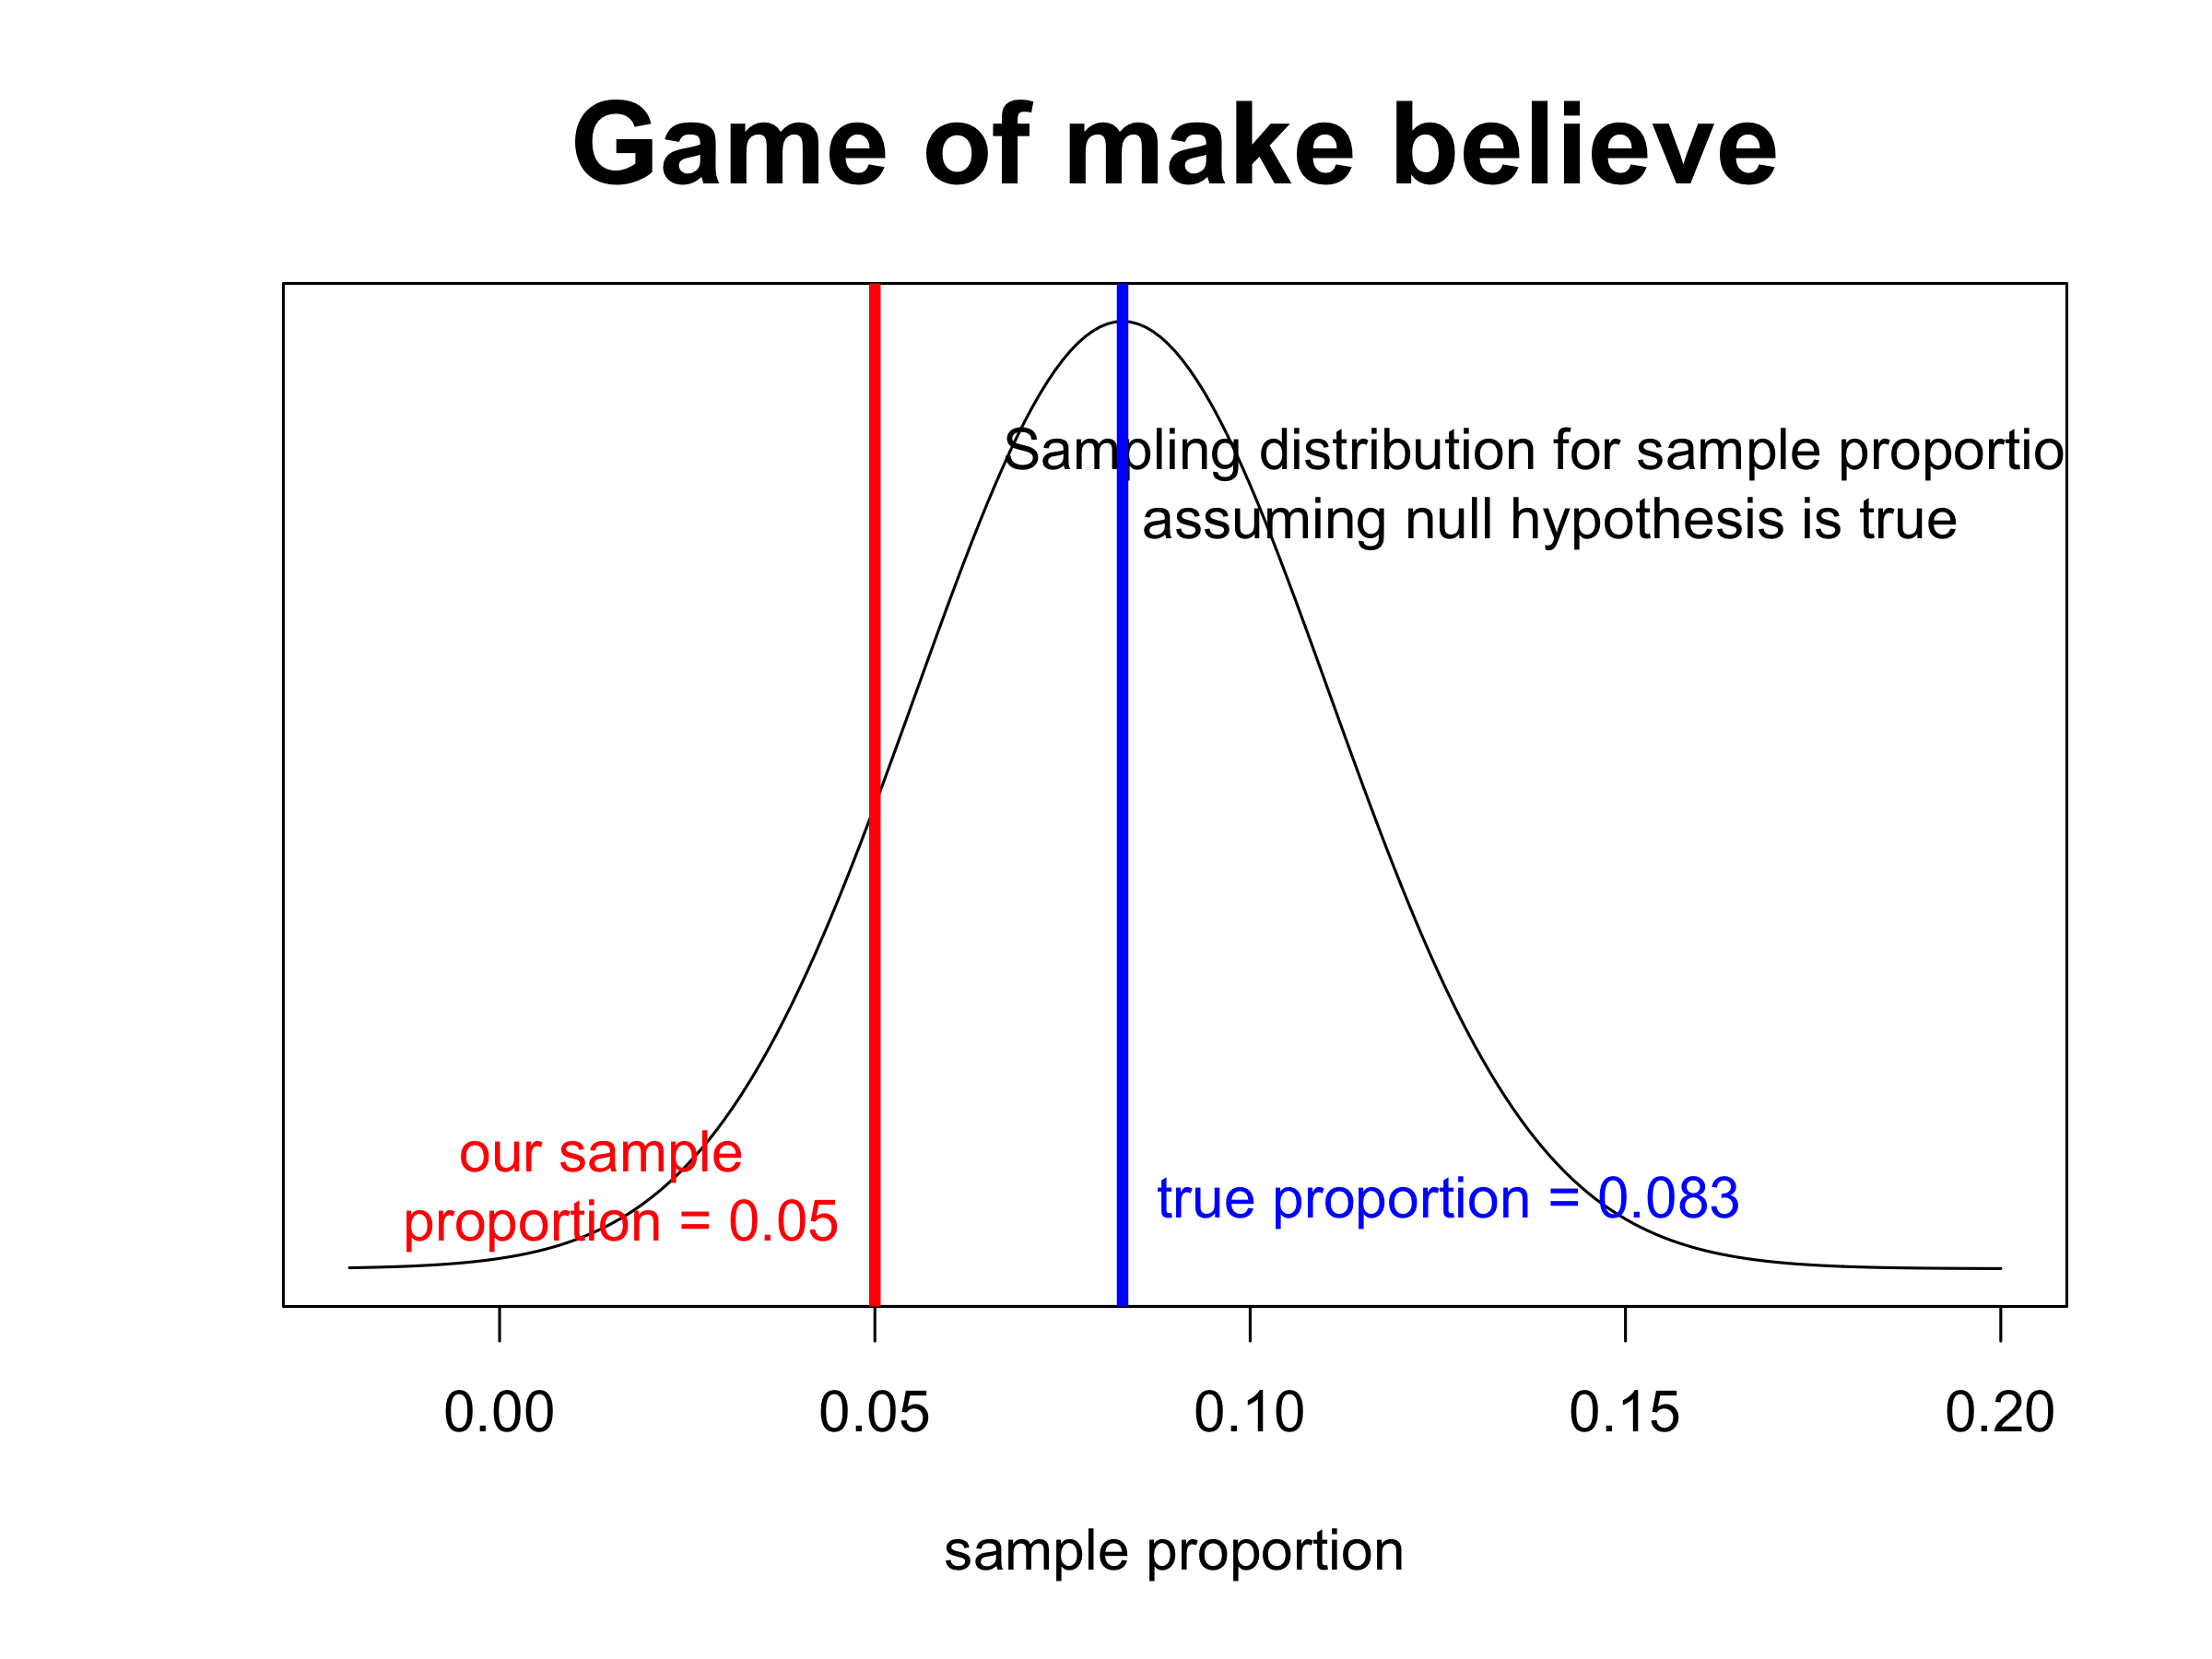 Game of make believe
Sampling distribution for sample proportio
assuming null hypothesis is true
our sample
proportion = 0.05
true proportion = 0.083
0.00 0.05 0.10 0.15 0.20
sample proportion